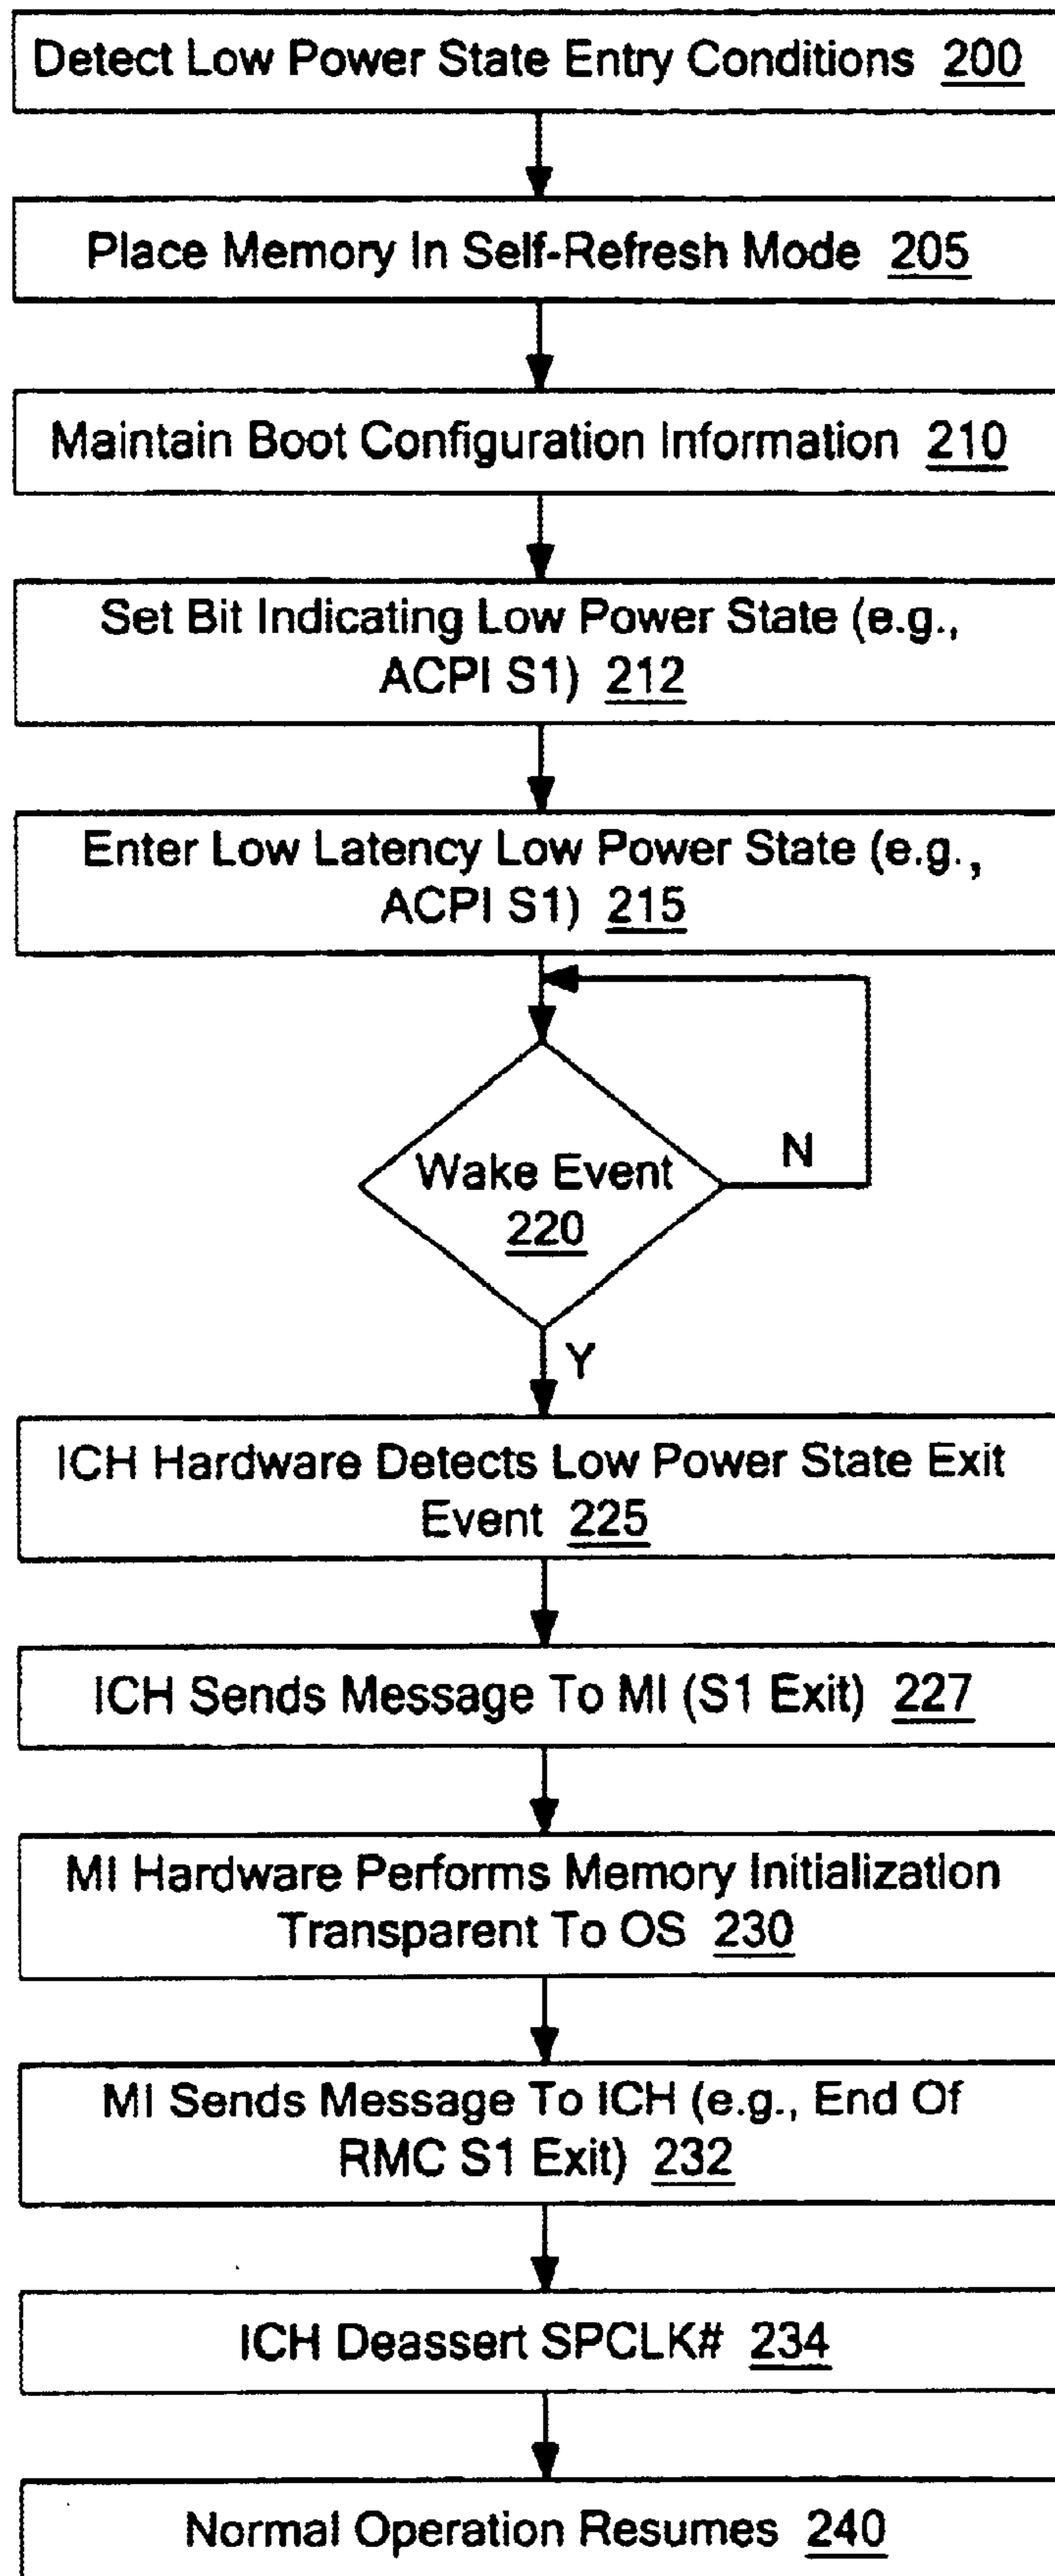 Detect Low Power State Entry Conditions 200
Place Memory In Self-Refresh Mode 205
Maintain Boot Configuration Information 210
Set Bit Indicating Low Power State (e.g.,
ACPI S1) 212
Enter Low Latency Low Power State (e.g.,
ACPI S1) 215
Wake Event
220
N
Y
ICH Hardware Detects Low Power State Exit
Event 225
ICH Sends Message To MI (S1 Exit) 227
MI Hardware Performs Memory Initialization
Transparent To OS 230
MI Sends Message To ICH (e.g., End Of
RMC S1 Exit) 232
ICH Deassert SPCLK# 234
Normal Operation Resumes 240